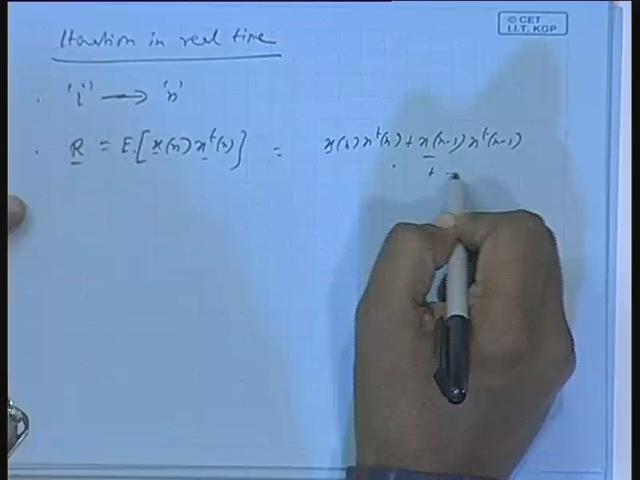 © CET
I.I.T. KGP
Iteration in real time
'i' → 'n'
R = E[x(n) x^t(n)] = x(n) x^t(n) + x(n-1) x^t(n-1)
+